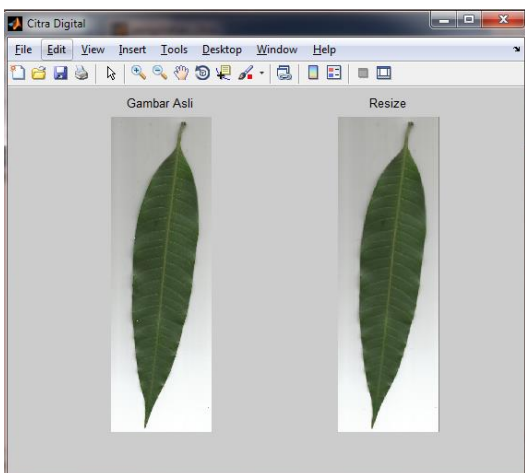 Citra Digital
File Edit View Insert Tools Desktop Window Help
Gambar Asli
Resize